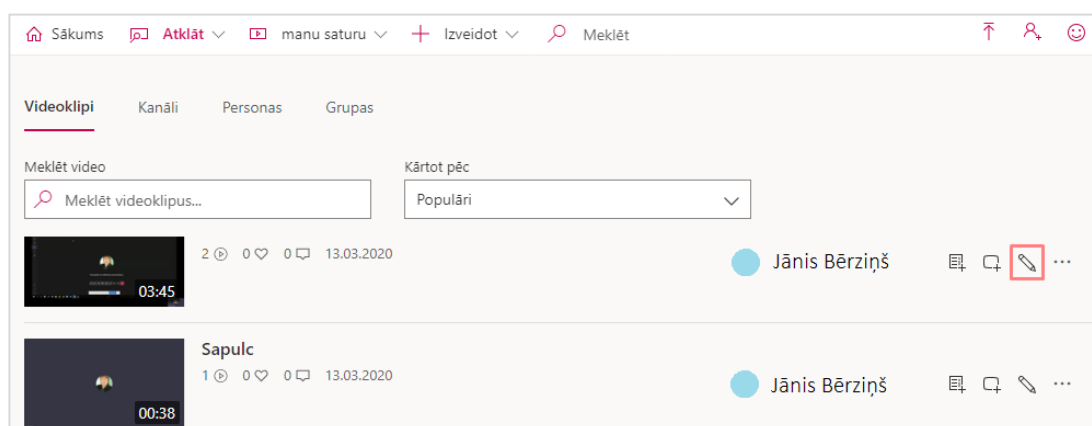 Sākums Atklāt manu saturu Izveidot Meklēt
Videoklipi Kanāli Personas Grupas
Meklēt video Kārtot pēc
Meklēt videoklipus... Populāri
2 0 0 13.03.2020
Jānis Bērziņš
03:45
Sapulc
1 0 0 13.03.2020
Jānis Bērziņš
00:38